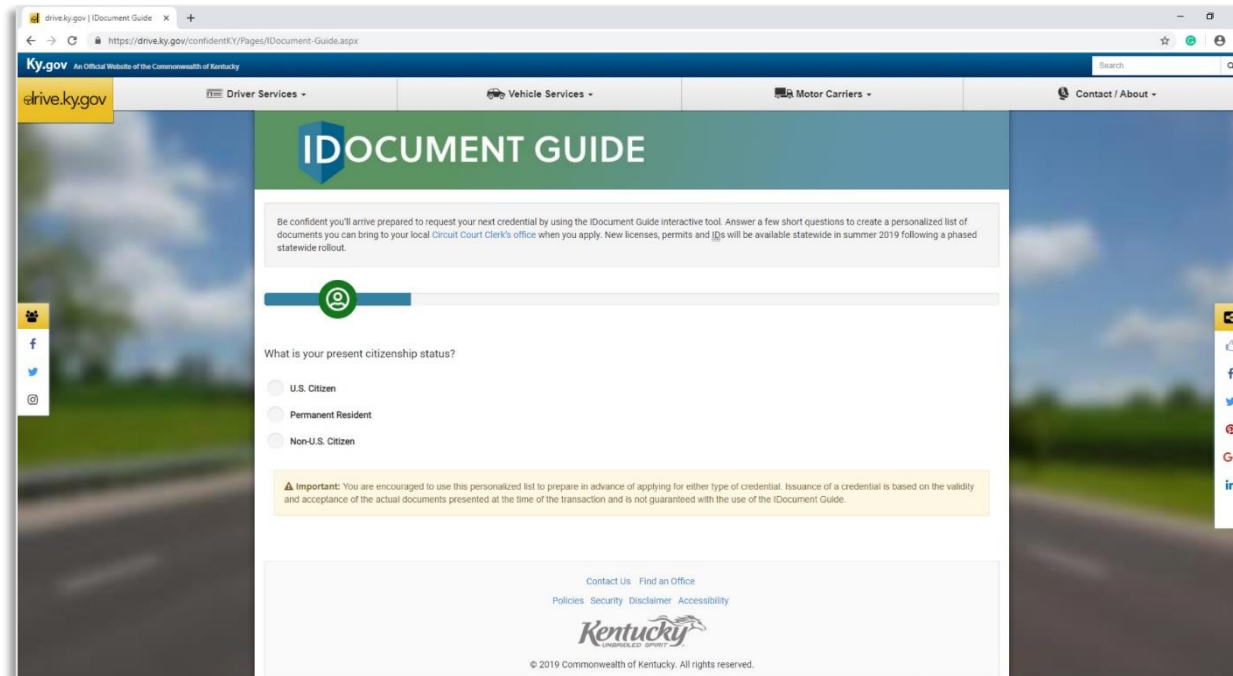 drive.ky.gov | IDocument Guide
https://drive.ky.gov/confidentKY/Pages/IDocument-Guide.aspx
Ky.gov An Official Website of the Commonwealth of Kentucky
Search
drive.ky.gov
Driver Services
Vehicle Services
Motor Carriers
Contact / About
IDOCUMENT GUIDE
Be confident you'll arrive prepared to request your next credential by using the IDocument Guide interactive tool. Answer a few short questions to create a personalized list of
documents you can bring to your local Circuit Court Clerk's office when you apply. New licenses, permits and IDs will be available statewide in summer 2019 following a phased
statewide rollout.
What is your present citizenship status?
U.S. Citizen
Permanent Resident
Non-U.S. Citizen
Important: You are encouraged to use this personalized list to prepare in advance of applying for either type of credential. Issuance of a credential is based on the validity
and acceptance of the actual documents presented at the time of the transaction and is not guaranteed with the use of the IDocument Guide.
Contact Us Find an Office
Policies Security Disclaimer Accessibility
Kentucky
UNBRIDLED SPIRIT
© 2019 Commonwealth of Kentucky. All rights reserved.